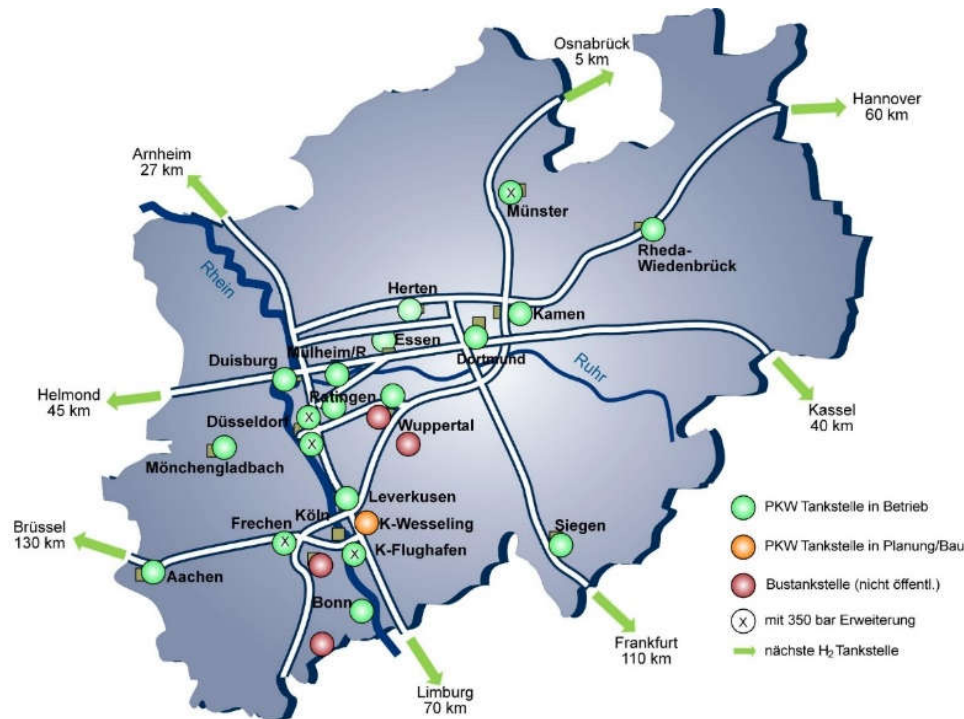 Osnabrück
5 km
Hannover
60 km
Arnheim
27 km
X
Münster
Rheda-
Wiedenbrück
Rhein
Herten
Kamen
Essen
Mülheim/R
Dortmund
Duisburg
Ruhr
Helmond
45 km
Ratingen
Kassel
40 km
X
Düsseldorf
Wuppertal
X
Mönchengladbach
Leverkusen
PKW Tankstelle in Betrieb
Köln
Brüssel
130 km
Frechen
K-Wesseling
Siegen
PKW Tankstelle in Planung/Bau
X
X
K-Flughafen
Aachen
Bustankstelle (nicht öffentl.)
Bonn
X
mit 350 bar Erweiterung
Frankfurt
110 km
nächste H₂ Tankstelle
Limburg
70 km